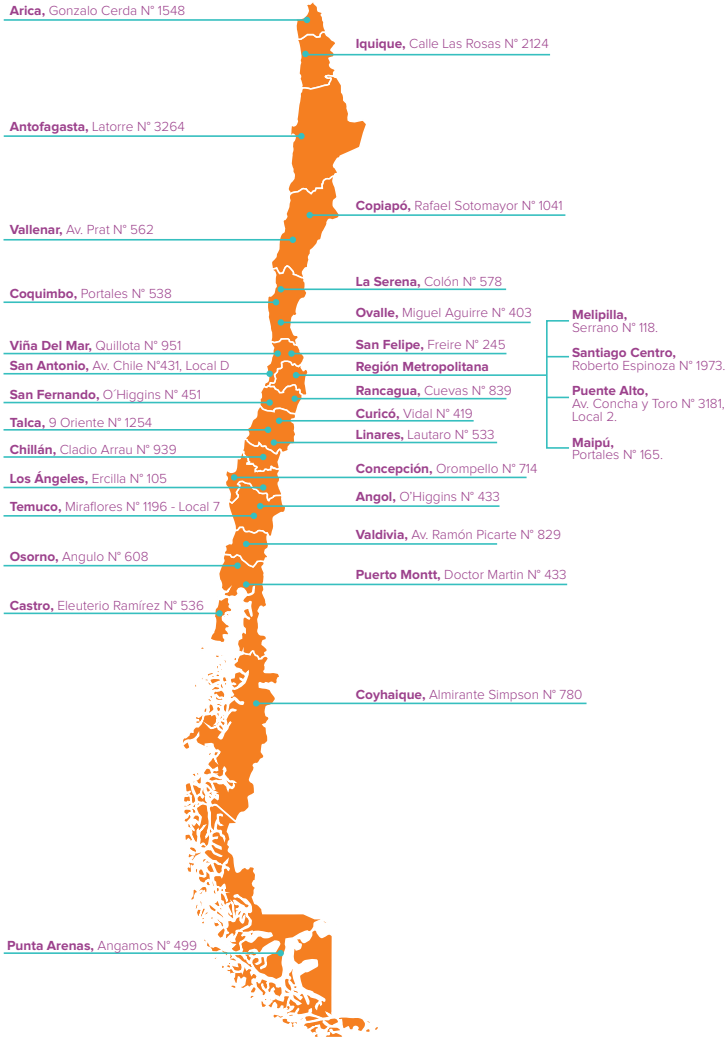 Arica, Gonzalo Cerda N° 1548
Iquique, Calle Las Rosas N° 2124
Antofagasta, Latorre N° 3264
Copiapó, Rafael Sotomayor N° 1041
Vallenar, Av. Prat N° 562
La Serena, Colón N° 578
Coquimbo, Portales N° 538
Ovalle, Miguel Aguirre N° 403
Viña Del Mar, Quillota N° 951
San Felipe, Freire N° 245
San Antonio, Av. Chile N°431, Local D
Región Metropolitana
Melipilla,
Serrano N° 118.
Santiago Centro,
Roberto Espinoza N° 1973.
Puente Alto,
Av. Concha y Toro N° 3181,
Local 2.
Maipú,
Portales N° 165.
San Fernando, O´Higgins N° 451
Rancagua, Cuevas N° 839
Talca, 9 Oriente N° 1254
Curicó, Vidal N° 419
Linares, Lautaro N° 533
Chillán, Cladio Arrau N° 939
Concepción, Orompello N° 714
Los Ángeles, Ercilla N° 105
Angol, O'Higgins N° 433
Temuco, Miraflores N° 1196 - Local 7
Valdivia, Av. Ramón Picarte N° 829
Osorno, Angulo N° 608
Puerto Montt, Doctor Martin N° 433
Castro, Eleuterio Ramírez N° 536
Coyhaique, Almirante Simpson N° 780
Punta Arenas, Angamos N° 499